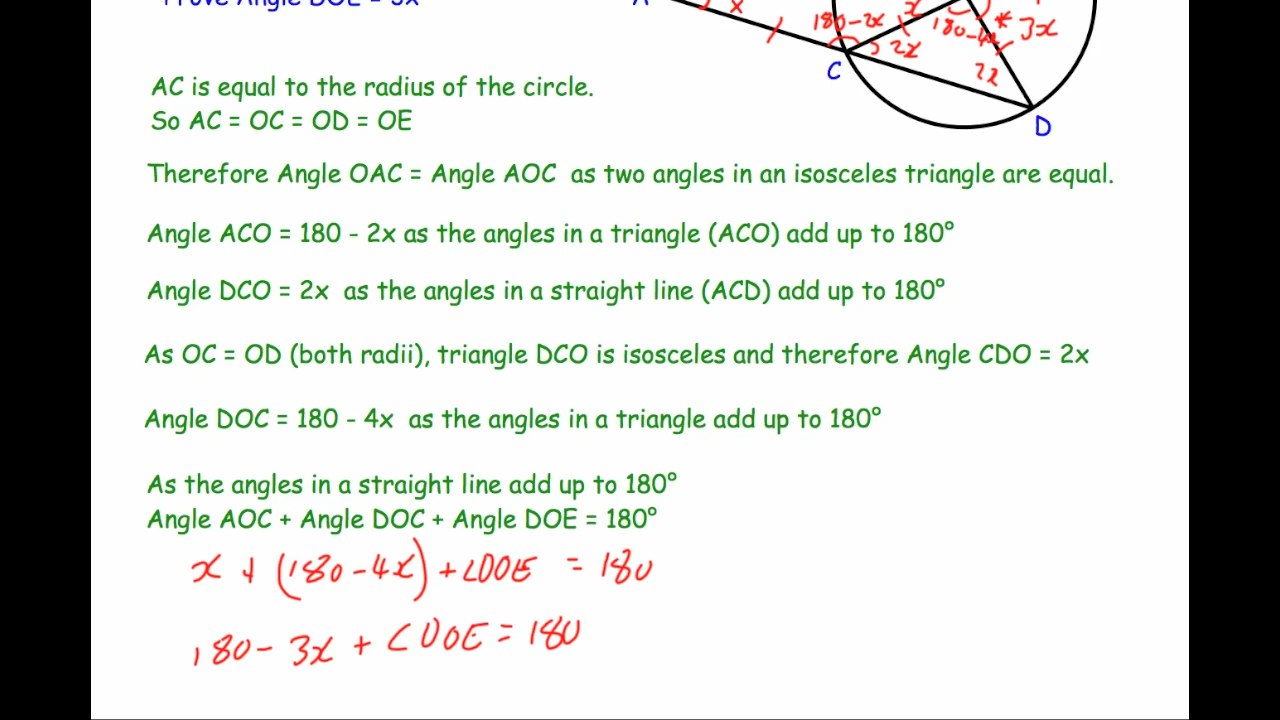 Prove Angle DOE = 3x
A
x
180-2x
x
180-4x
*
3x
2x
2x
C
D
AC is equal to the radius of the circle.
So AC = OC = OD = OE
Therefore Angle OAC = Angle AOC as two angles in an isosceles triangle are equal.
Angle ACO = 180 - 2x as the angles in a triangle (ACO) add up to 180°
Angle DCO = 2x as the angles in a straight line (ACD) add up to 180°
As OC = OD (both radii), triangle DCO is isosceles and therefore Angle CDO = 2x
Angle DOC = 180 - 4x as the angles in a triangle add up to 180°
As the angles in a straight line add up to 180°
Angle AOC + Angle DOC + Angle DOE = 180°
x + (180-4x) + ∠DOE = 180
180 - 3x + ∠DOE = 180